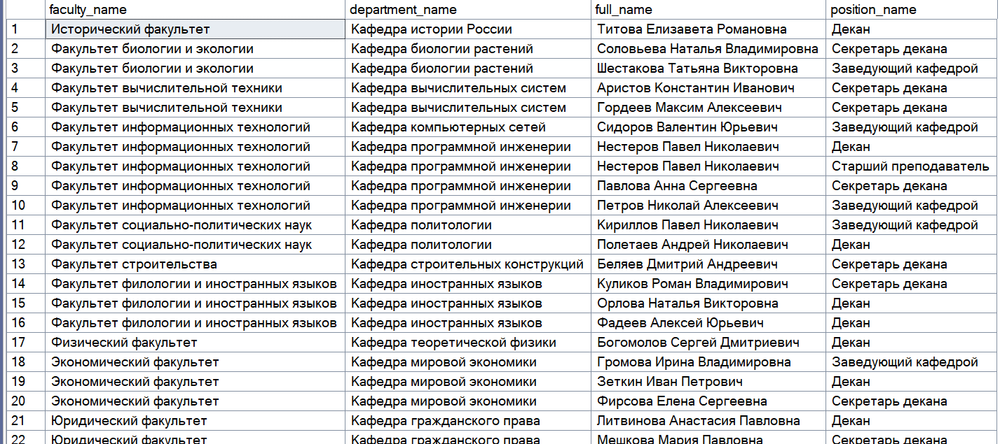 faculty_name department_name full_name position_name
1 Исторический факультет Кафедра истории России Титова Елизавета Романовна Декан
2 Факультет биологии и экологии Кафедра биологии растений Соловьева Наталья Владимировна Секретарь декана
3 Факультет биологии и экологии Кафедра биологии растений Шестакова Татьяна Викторовна Заведующий кафедрой
4 Факультет вычислительной техники Кафедра вычислительных систем Аристов Константин Иванович Секретарь декана
5 Факультет вычислительной техники Кафедра вычислительных систем Гордеев Максим Алексеевич Секретарь декана
6 Факультет информационных технологий Кафедра компьютерных сетей Сидоров Валентин Юрьевич Заведующий кафедрой
7 Факультет информационных технологий Кафедра программной инженерии Нестеров Павел Николаевич Декан
8 Факультет информационных технологий Кафедра программной инженерии Нестеров Павел Николаевич Старший преподаватель
9 Факультет информационных технологий Кафедра программной инженерии Павлова Анна Сергеевна Секретарь декана
10 Факультет информационных технологий Кафедра программной инженерии Петров Николай Алексеевич Заведующий кафедрой
11 Факультет социально-политических наук Кафедра политологии Кириллов Павел Николаевич Заведующий кафедрой
12 Факультет социально-политических наук Кафедра политологии Полетаев Андрей Николаевич Декан
13 Факультет строительства Кафедра строительных конструкций Беляев Дмитрий Андреевич Секретарь декана
14 Факультет филологии и иностранных языков Кафедра иностранных языков Куликов Роман Владимирович Секретарь декана
15 Факультет филологии и иностранных языков Кафедра иностранных языков Орлова Наталья Викторовна Декан
16 Факультет филологии и иностранных языков Кафедра иностранных языков Фадеев Алексей Юрьевич Декан
17 Физический факультет Кафедра теоретической физики Богомолов Сергей Дмитриевич Декан
18 Экономический факультет Кафедра мировой экономики Громова Ирина Владимировна Заведующий кафедрой
19 Экономический факультет Кафедра мировой экономики Зеткин Иван Петрович Декан
20 Экономический факультет Кафедра мировой экономики Фирсова Елена Сергеевна Секретарь декана
21 Юридический факультет Кафедра гражданского права Литвинова Анастасия Павловна Декан
22 Юридический факультет Кафедра гражданского права Мешкова Мария Павловна Секретарь декана